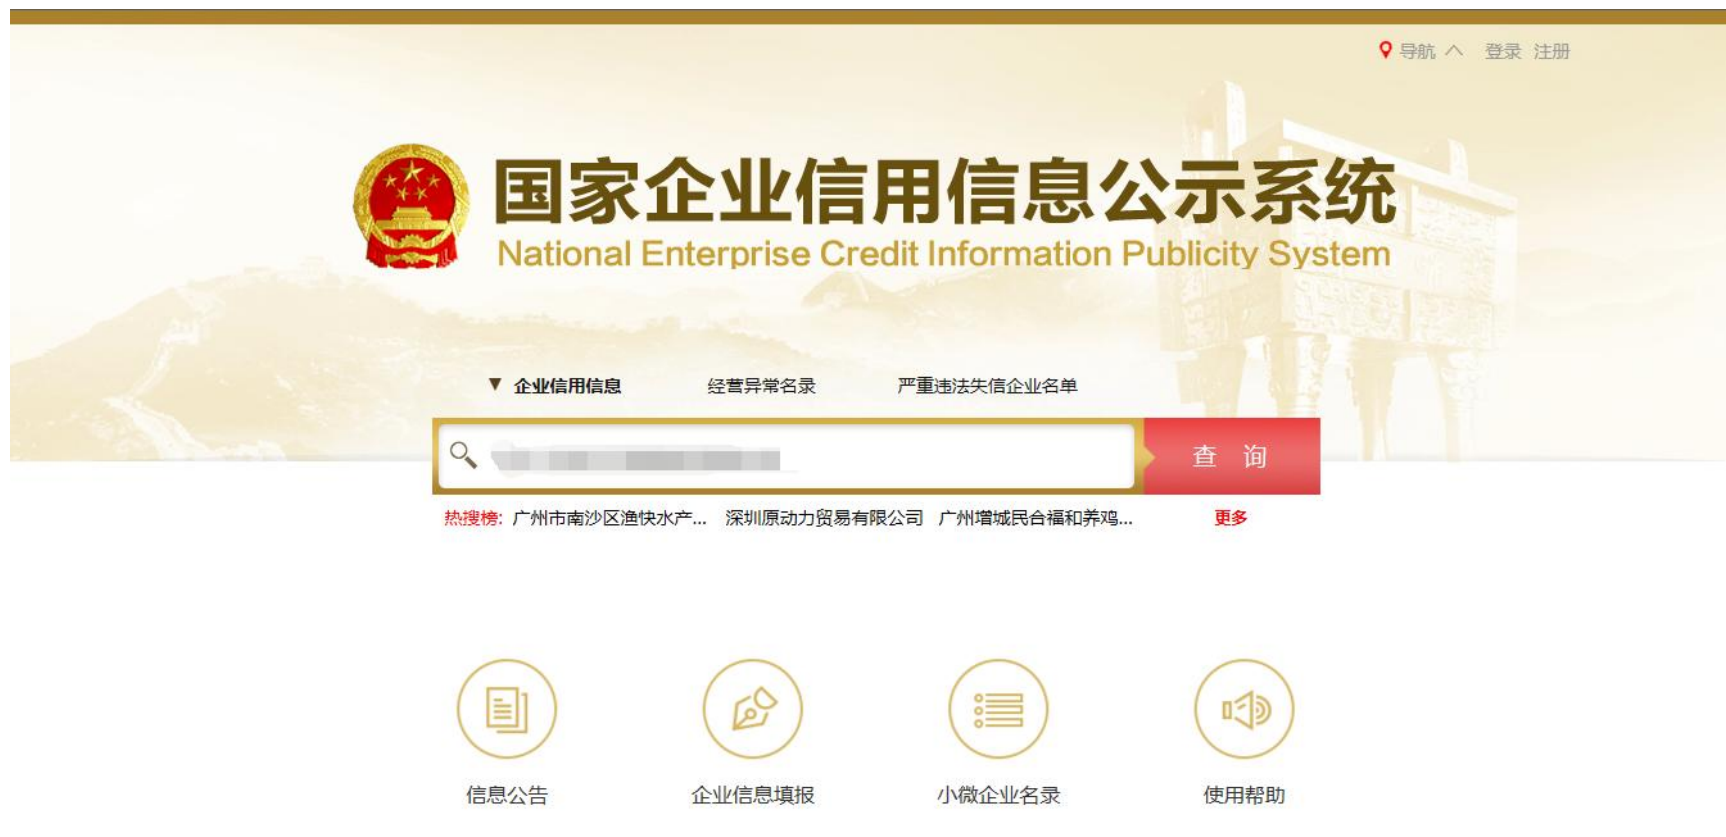 导航 登录 注册
国家企业信用信息公示系统
National Enterprise Credit Information Publicity System
▼ 企业信用信息 经营异常名录 严重违法失信企业名单
查 询
热搜榜: 广州市南沙区渔快水产... 深圳原动力贸易有限公司 广州增城民合福和养鸡... 更多
信息公告 企业信息填报 小微企业名录 使用帮助